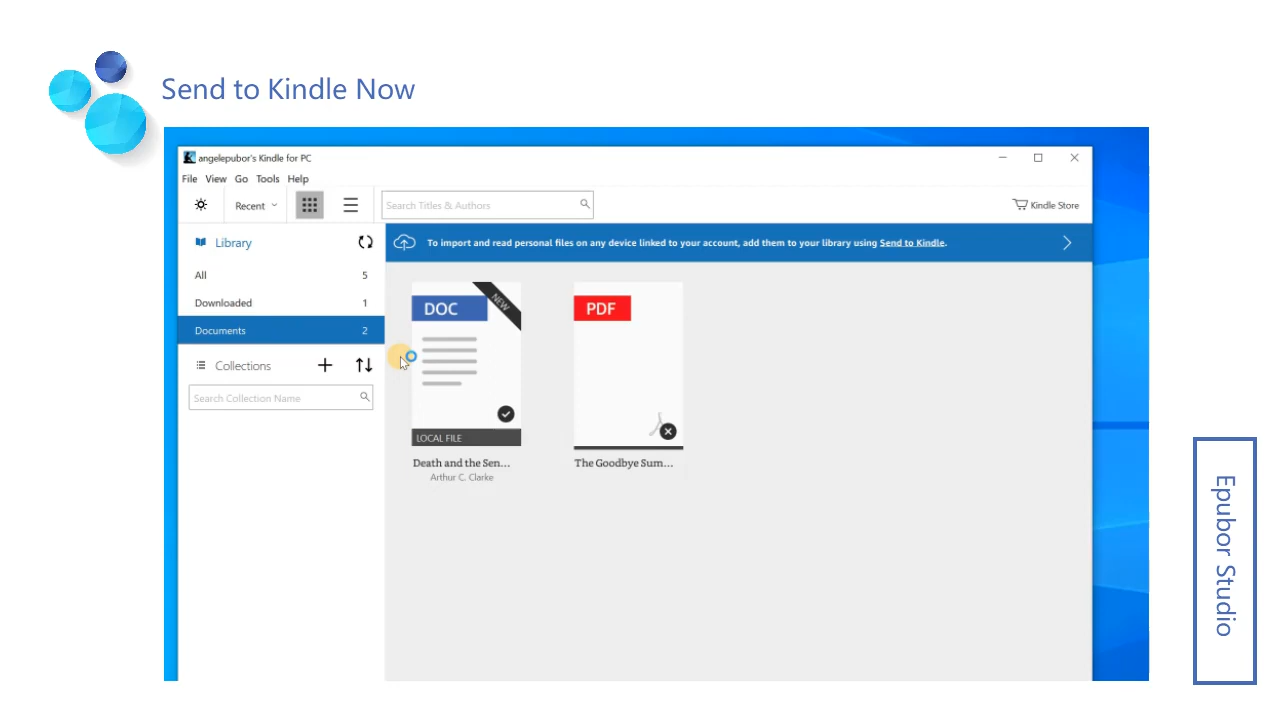 Send to Kindle Now
angelepubor's Kindle for PC
File View Go Tools Help
Recent
Search Titles & Authors
Kindle Store
Library
To import and read personal files on any device linked to your account, add them to your library using Send to Kindle.
All 5
Downloaded 1
Documents 2
Collections
Search Collection Name
DOC
NEW
LOCAL FILE
Death and the Sen...
Arthur C. Clarke
PDF
The Goodbye Sum...
Epubor Studio